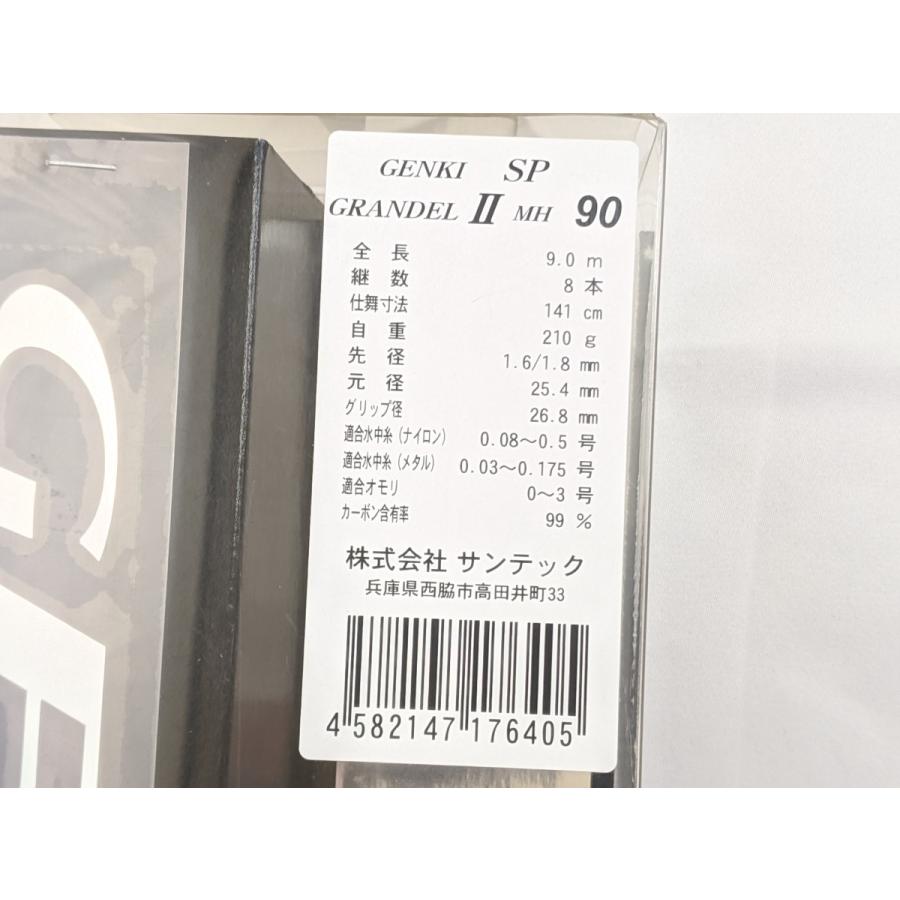 GENKI SP
GRANDEL II MH 90
全長 9.0 m
継数 8 本
仕舞寸法 141 cm
自重 210 g
先径 1.6/1.8 mm
元径 25.4 mm
グリップ径 26.8 mm
適合水中糸(ナイロン) 0.08〜0.5 号
適合水中糸(メタル) 0.03〜0.175 号
適合オモリ 0〜3 号
カーボン含有率 99 %
株式会社 サンテック
兵庫県西脇市高田井町33
4 582147 176405